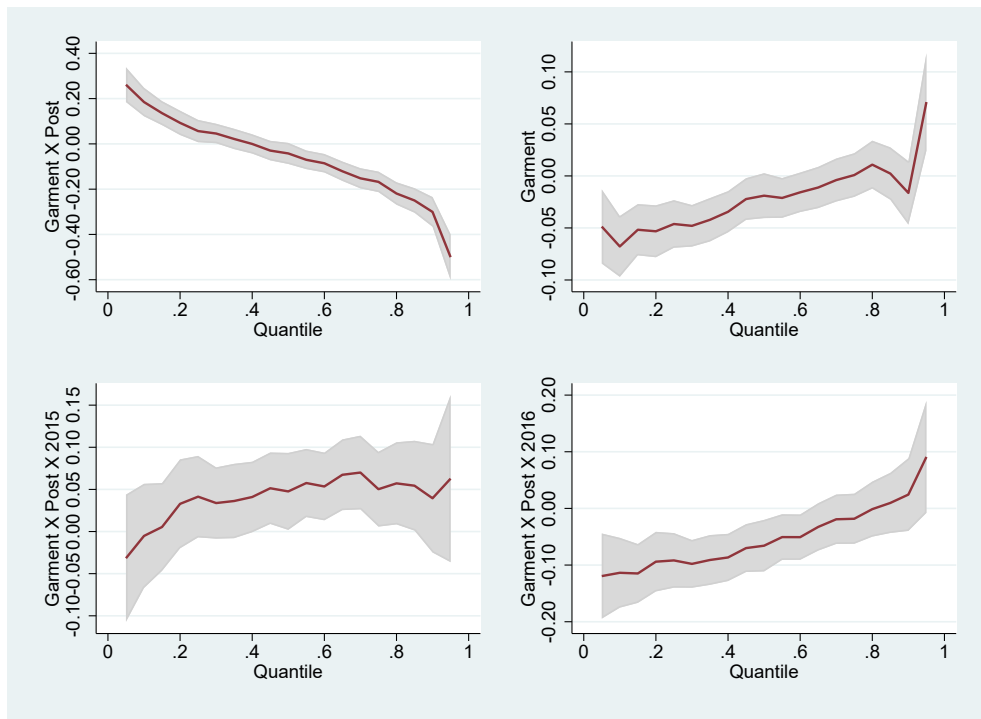 Garment X Post
0.40
0.20
0.00
-0.20
-0.40
-0.60
0 .2 .4 .6 .8 1
Quantile
Garment
0.10
0.05
0.00
-0.05
-0.10
0 .2 .4 .6 .8 1
Quantile
Garment X Post X 2015
0.15
0.10
0.05
0.00
-0.05
-0.10
0 .2 .4 .6 .8 1
Quantile
Garment X Post X 2016
0.20
0.10
0.00
-0.10
-0.20
0 .2 .4 .6 .8 1
Quantile